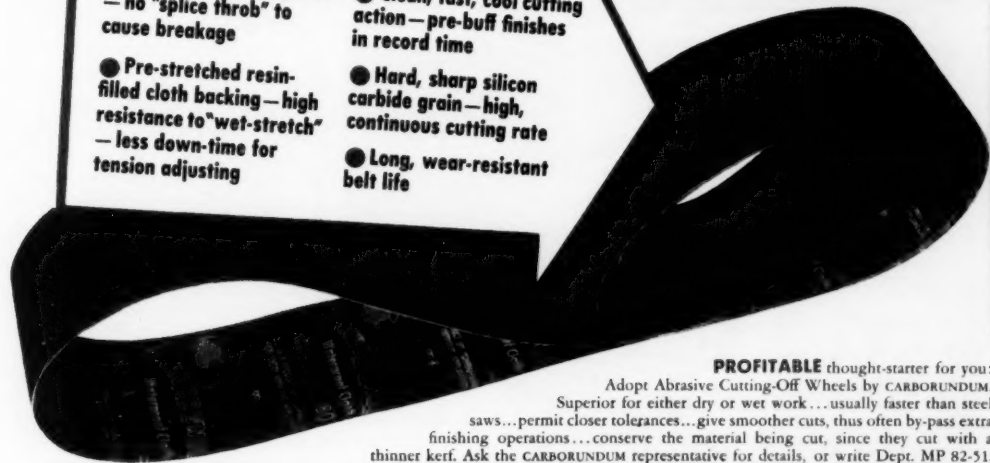 — no "splice throb" to
cause breakage
● Pre-stretched resin-
filled cloth backing—high
resistance to "wet-stretch"
— less down-time for
tension adjusting
cool cutting
action—pre-buff finishes
in record time
● Hard, sharp silicon
carbide grain—high,
continuous cutting rate
● Long, wear-resistant
belt life
PROFITABLE thought-starter for you:
Adopt Abrasive Cutting-Off Wheels by CARBORUNDUM.
Superior for either dry or wet work...usually faster than steel
saws...permit closer tolerances...give smoother cuts, thus often by-pass extra
finishing operations...conserve the material being cut, since they cut with a
thinner kerf. Ask the CARBORUNDUM representative for details, or write Dept. MP 82-51.